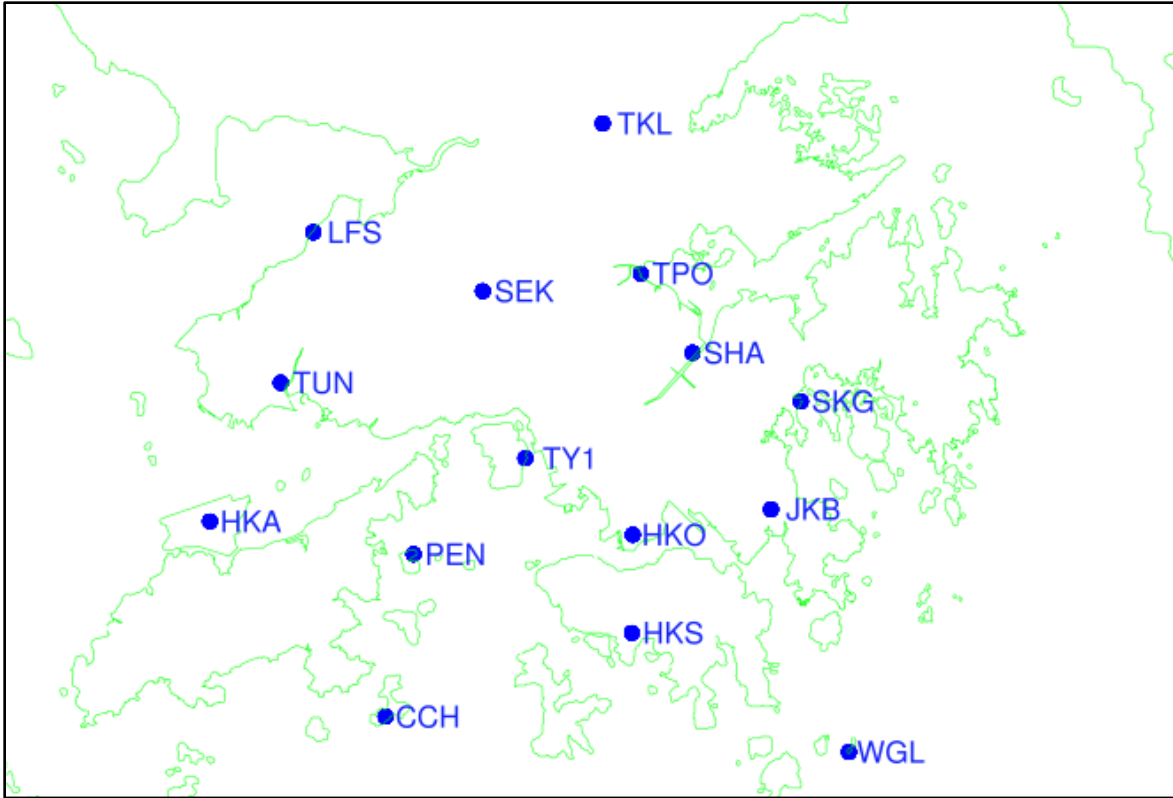 TKL
LFS
TPO
SEK
SHA
TUN
SKG
TY1
JKB
HKA
HKO
PEN
HKS
CCH
WGL